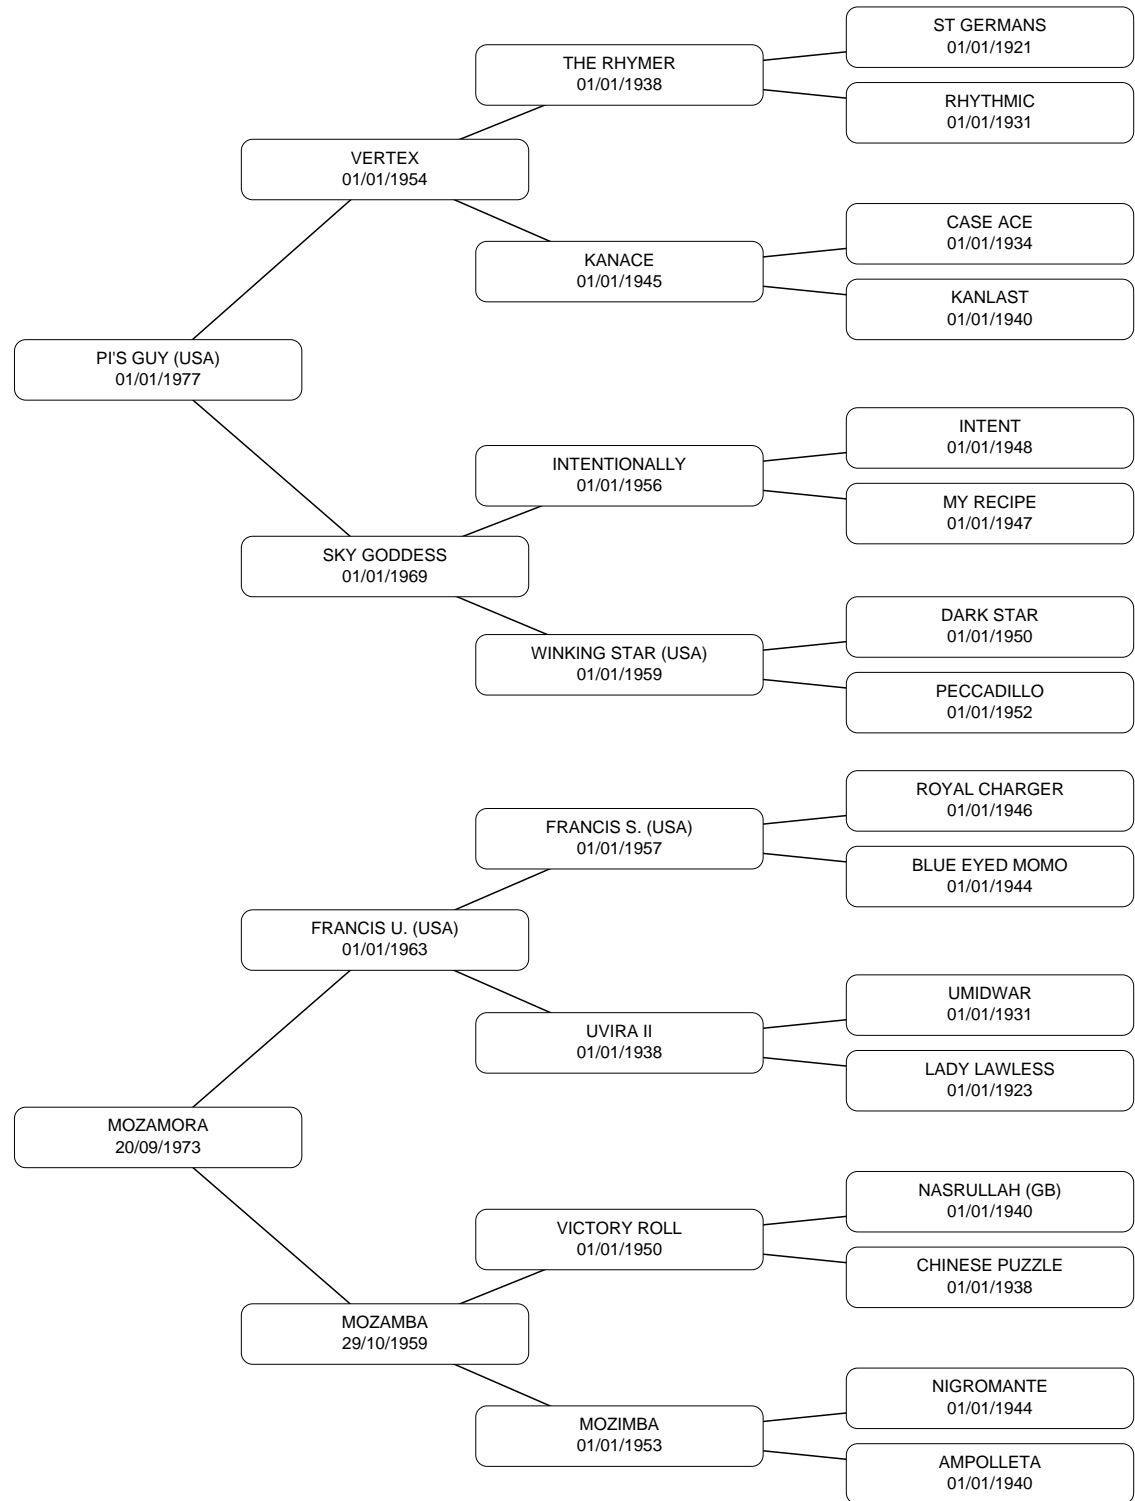 ST GERMANS
01/01/1921
THE RHYMER
01/01/1938
RHYTHMIC
01/01/1931
VERTEX
01/01/1954
CASE ACE
01/01/1934
KANACE
01/01/1945
KANLAST
01/01/1940
PI'S GUY (USA)
01/01/1977
INTENT
01/01/1948
INTENTIONALLY
01/01/1956
MY RECIPE
01/01/1947
SKY GODDESS
01/01/1969
DARK STAR
01/01/1950
WINKING STAR (USA)
01/01/1959
PECCADILLO
01/01/1952
ROYAL CHARGER
01/01/1946
FRANCIS S. (USA)
01/01/1957
BLUE EYED MOMO
01/01/1944
FRANCIS U. (USA)
01/01/1963
UMIDWAR
01/01/1931
UVIRA II
01/01/1938
LADY LAWLESS
01/01/1923
MOZAMORA
20/09/1973
NASRULLAH (GB)
01/01/1940
VICTORY ROLL
01/01/1950
CHINESE PUZZLE
01/01/1938
MOZAMBA
29/10/1959
NIGROMANTE
01/01/1944
MOZIMBA
01/01/1953
AMPOLLETA
01/01/1940